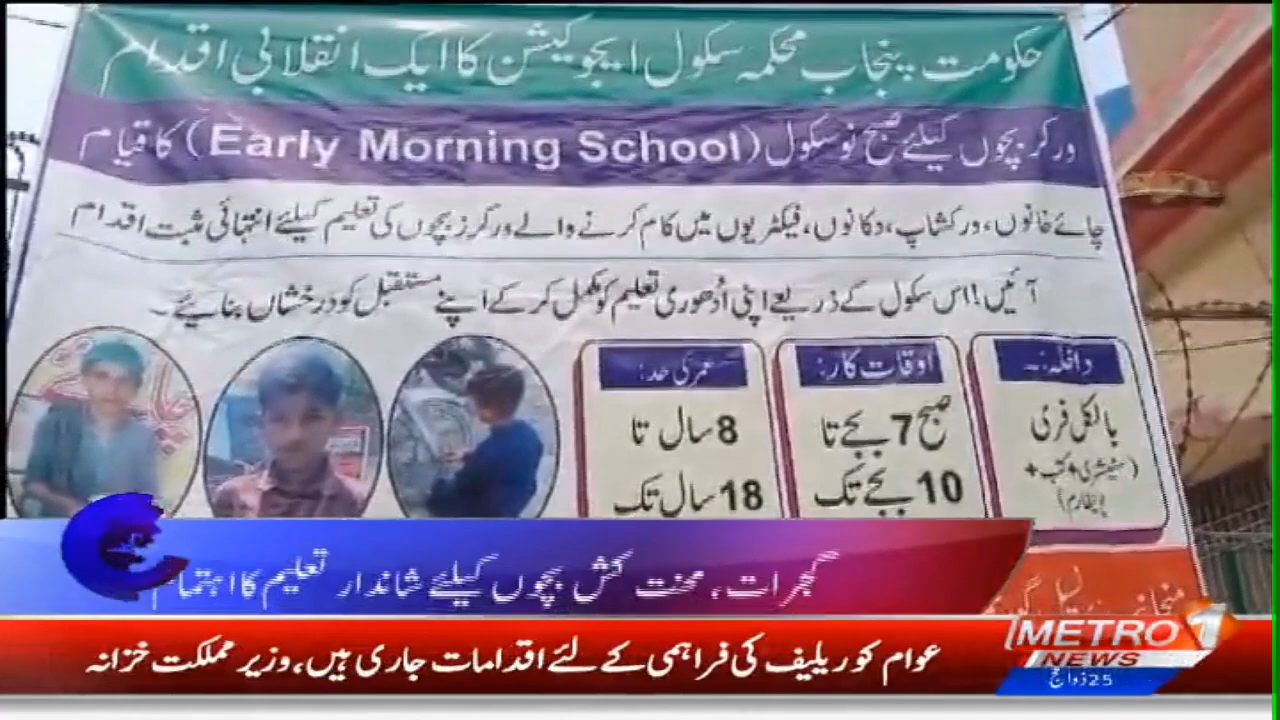 حکومت پنجاب محکمہ سکول ایجوکیشن کا ایک انقلابی اقدام
ورکر بچوں کیلئے صبح نو سکول (Early Morning School) کا قیام
چائے خانوں، ورکشاپ، دکانوں، فیکٹریوں میں کام کرنے والے ورکرز بچوں کی تعلیم کیلئے انتہائی مثبت اقدام
آئیں!! اس سکول کے ذریعے اپنی اُدھوری تعلیم کو مکمل کر کے اپنے مستقبل کو درخشاں بنائیے۔
داخلہ:۔
بالکل فری
(سٹیشنری + کتب +
یونیفارم)
اوقات کار:
صبح 7 بجے تا
10 بجے تک
عمر کی حد:
8 سال تا
18 سال تک
گجرات، محنت کش بچوں کیلئے شاندار تعلیم کا اہتمام
عوام کو ریلیف کی فراہمی کے لئے اقدامات جاری ہیں، وزیر مملکت خزانہ
METRO 1
NEWS
25 ذوالحج